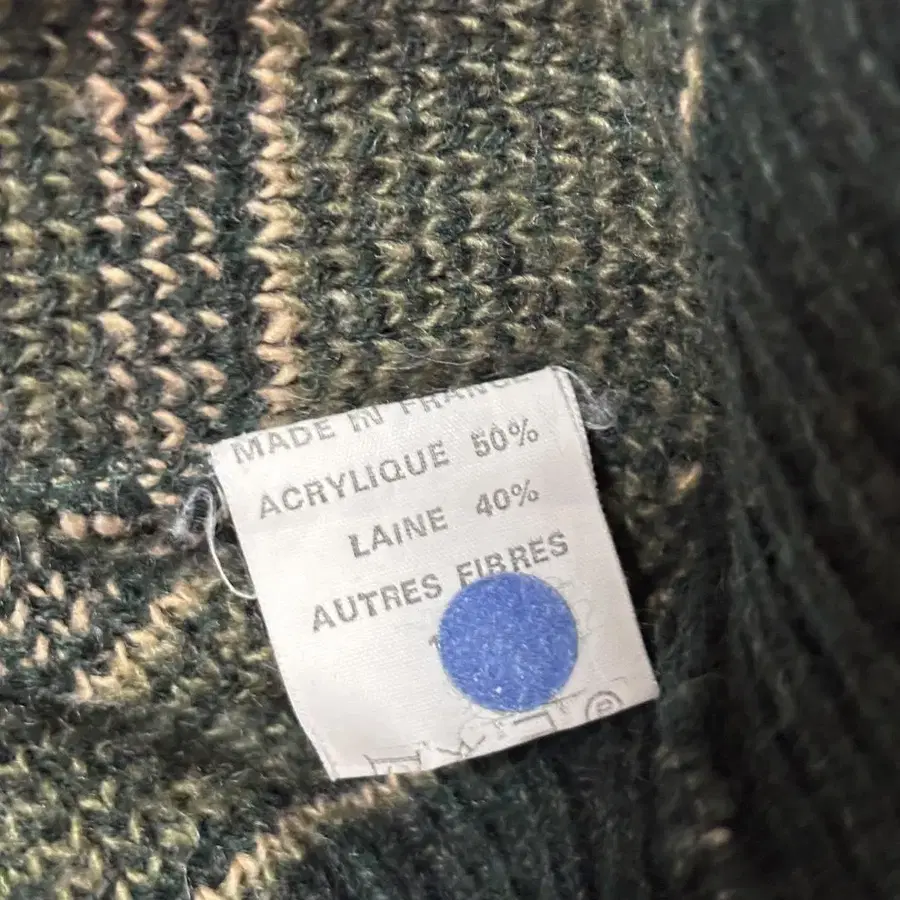 MADE IN FRANCE
ACRYLIQUE 50%
LAINE 40%
AUTRES FIBRES